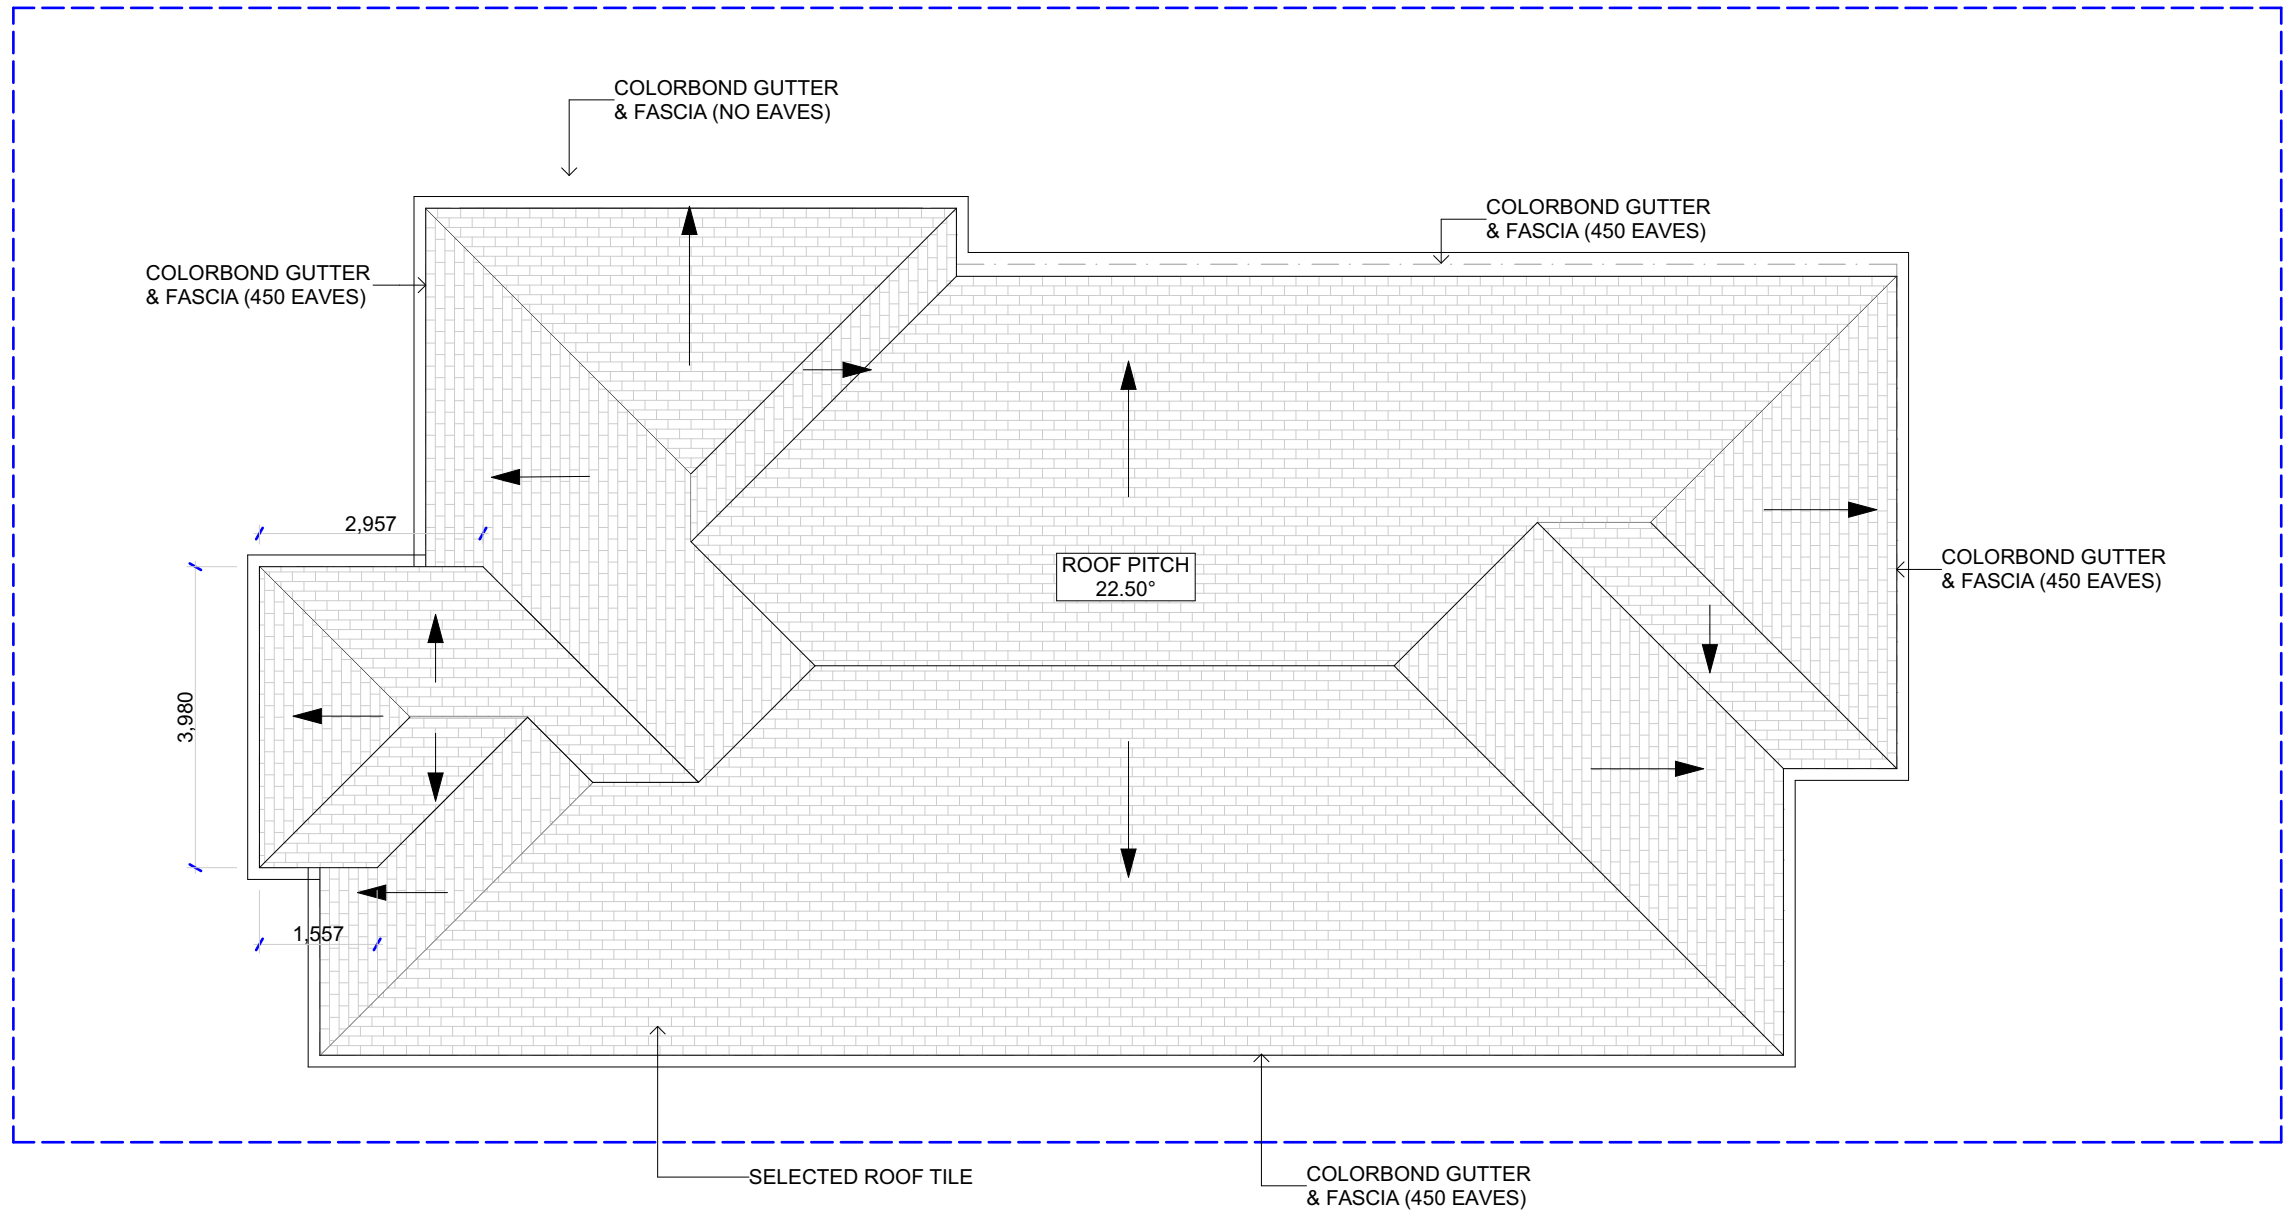 COLORBOND GUTTER
& FASCIA (NO EAVES)
COLORBOND GUTTER
& FASCIA (450 EAVES)
COLORBOND GUTTER
& FASCIA (450 EAVES)
2,957
ROOF PITCH
22.50°
COLORBOND GUTTER
& FASCIA (450 EAVES)
3,980
1,557
SELECTED ROOF TILE
COLORBOND GUTTER
& FASCIA (450 EAVES)